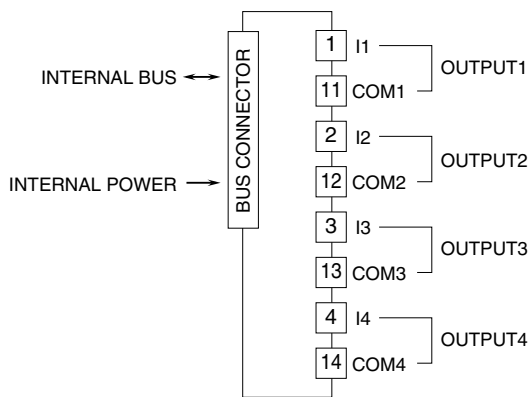 INTERNAL BUS
INTERNAL POWER
BUS CONNECTOR
1 I1
11 COM1
OUTPUT1
2 I2
12 COM2
OUTPUT2
3 I3
13 COM3
OUTPUT3
4 I4
14 COM4
OUTPUT4